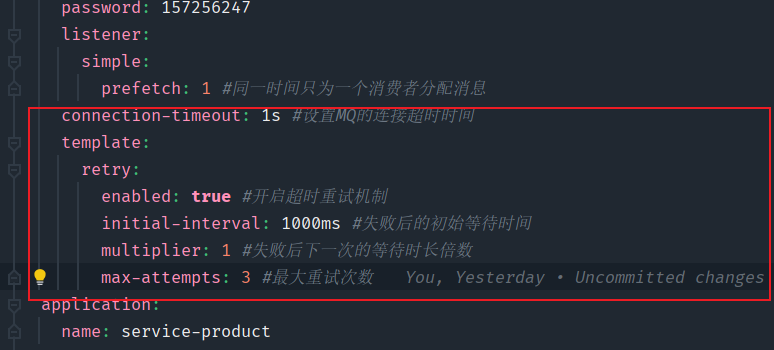 password: 157256247
listener:
simple:
prefetch: 1 #同一时间只为一个消费者分配消息
connection-timeout: 1s #设置MQ的连接超时时间
template:
retry:
enabled: true #开启超时重试机制
initial-interval: 1000ms #失败后的初始等待时间
multiplier: 1 #失败后下一次的等待时长倍数
max-attempts: 3 #最大重试次数 You, Yesterday • Uncommitted changes
application:
name: service-product